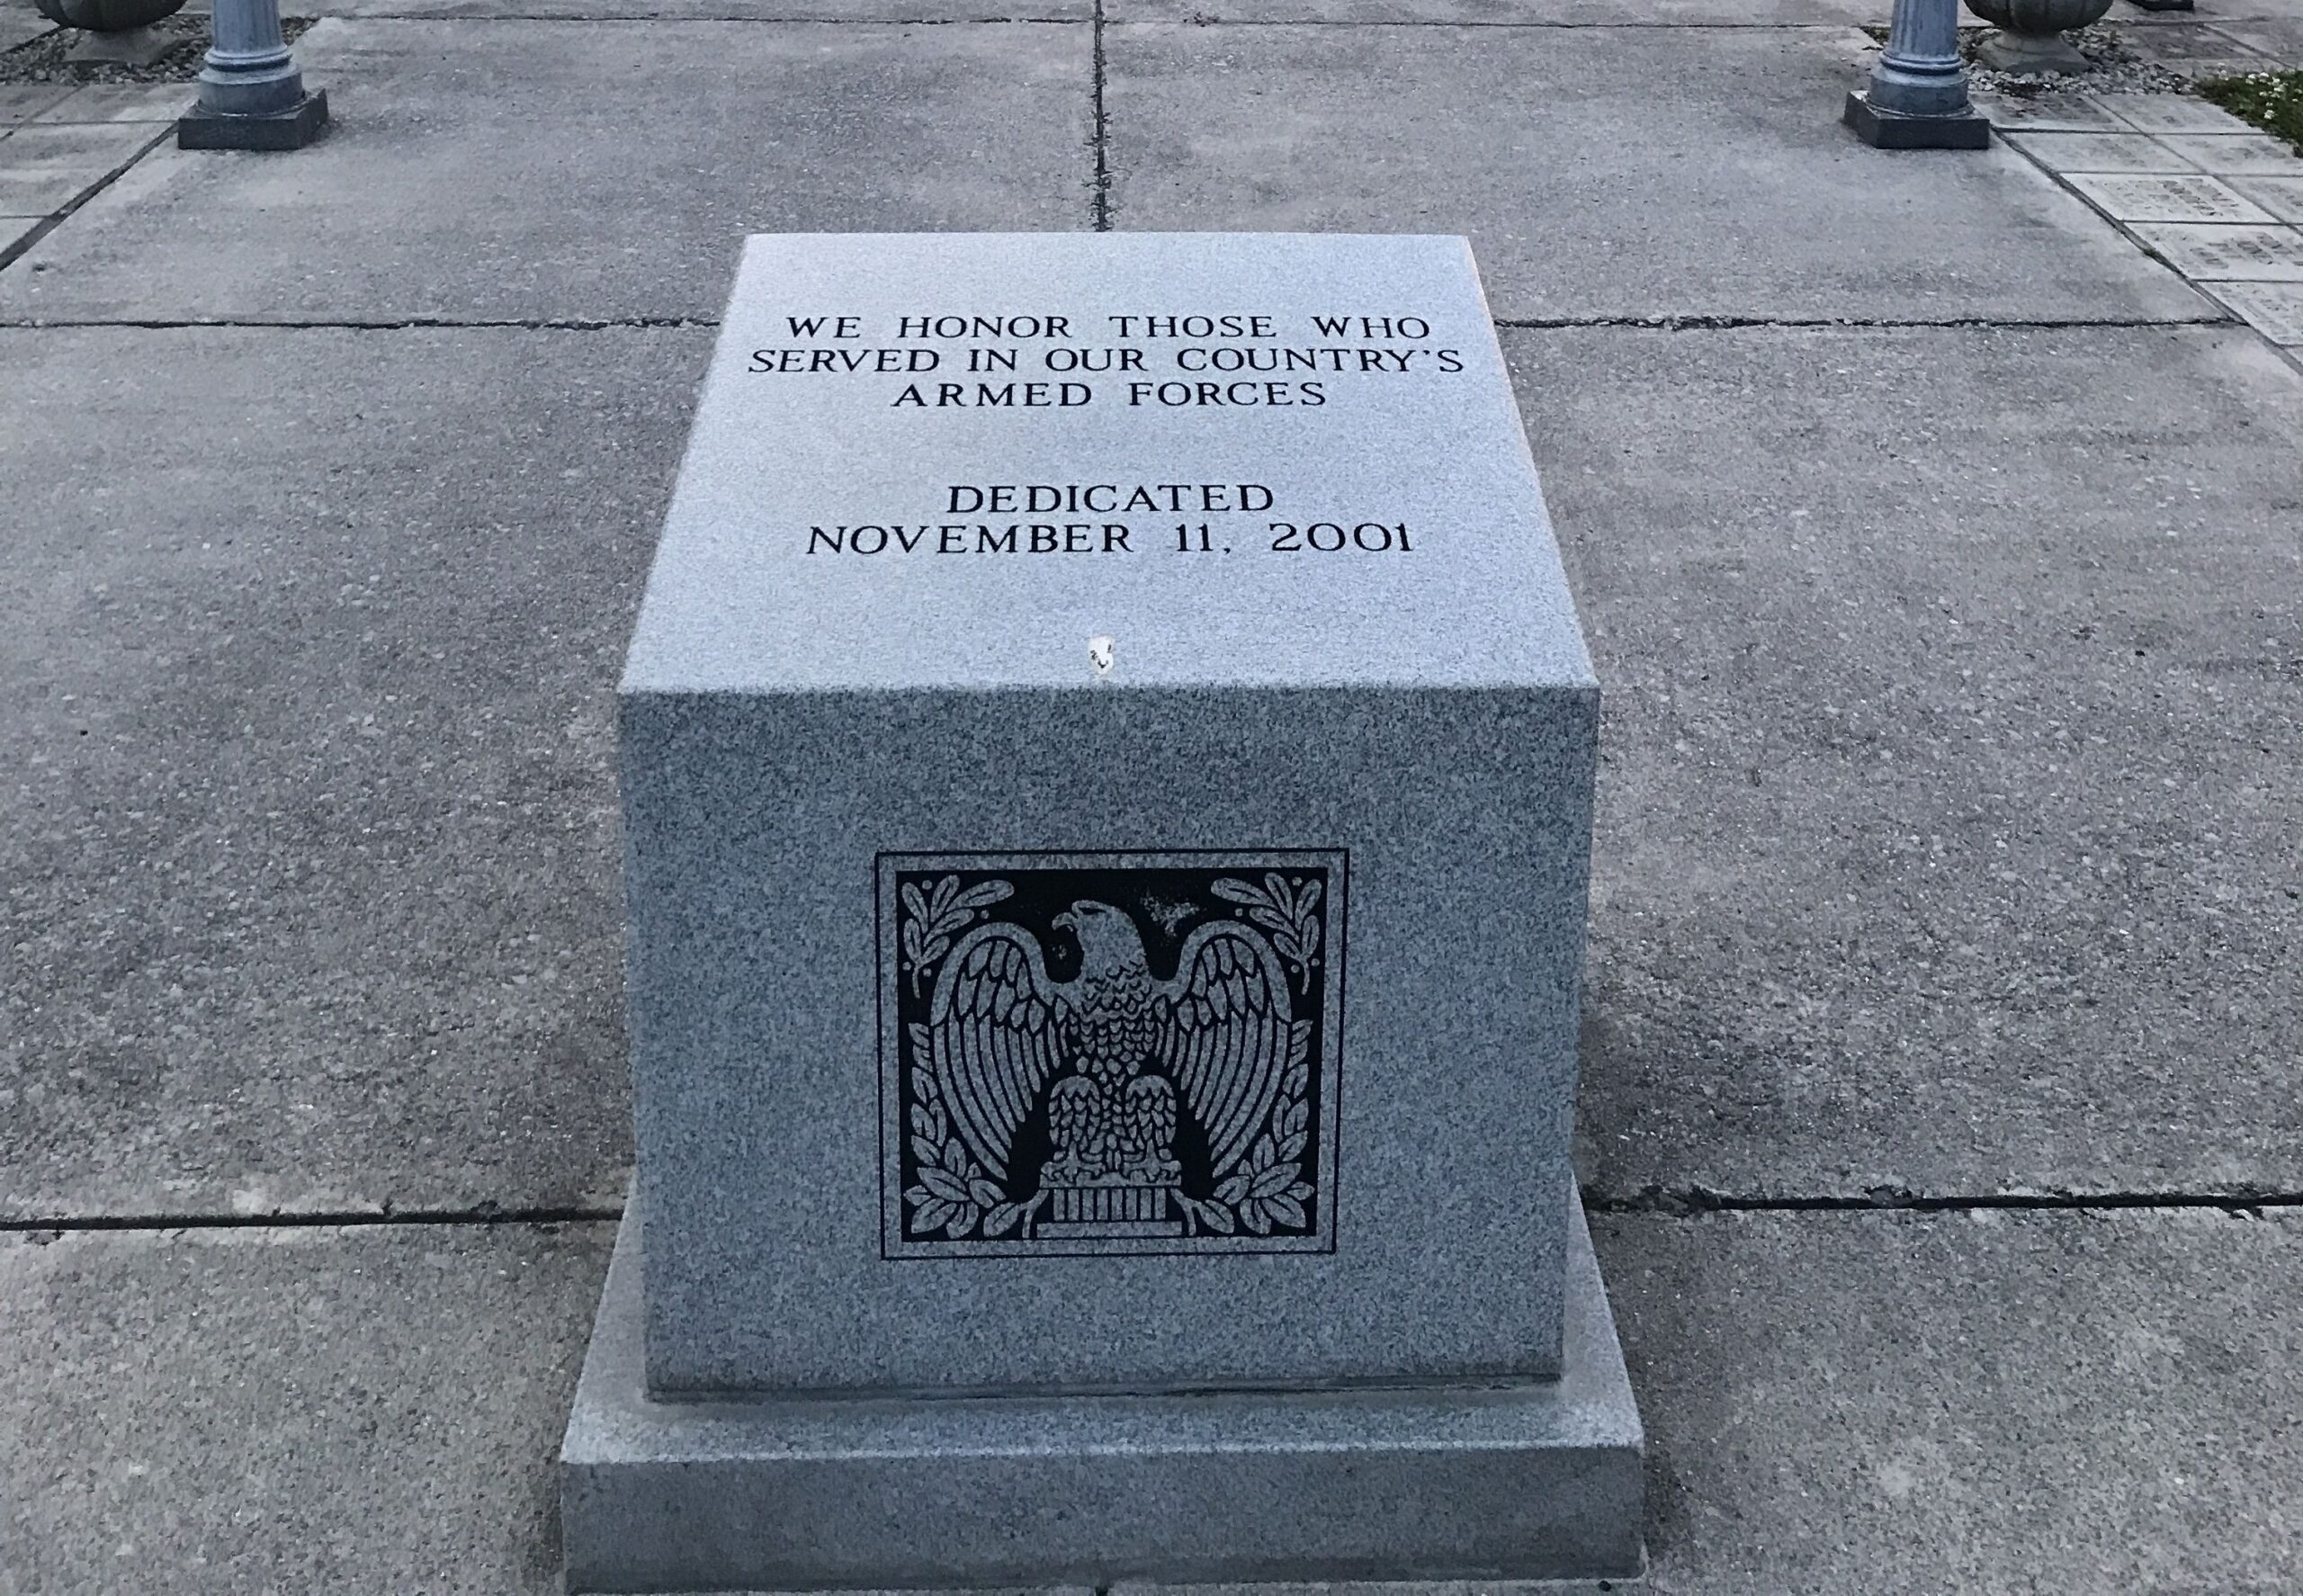 WE HONOR THOSE WHO
SERVED IN OUR COUNTRY'S
ARMED FORCES
DEDICATED
NOVEMBER 11, 2001